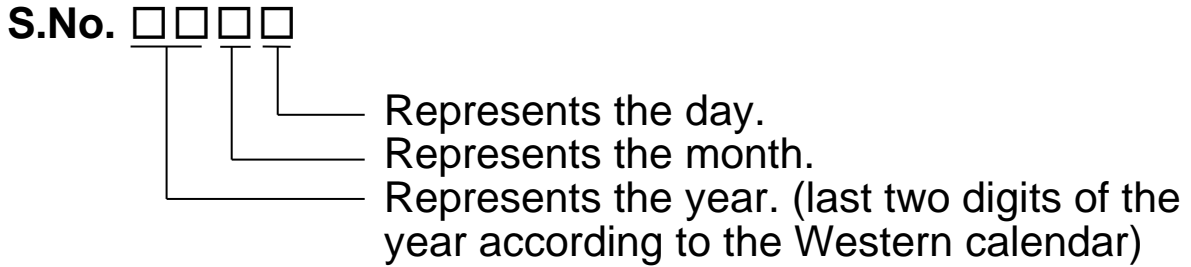 S.No. □□□□
Represents the day.
Represents the month.
Represents the year. (last two digits of the
year according to the Western calendar)